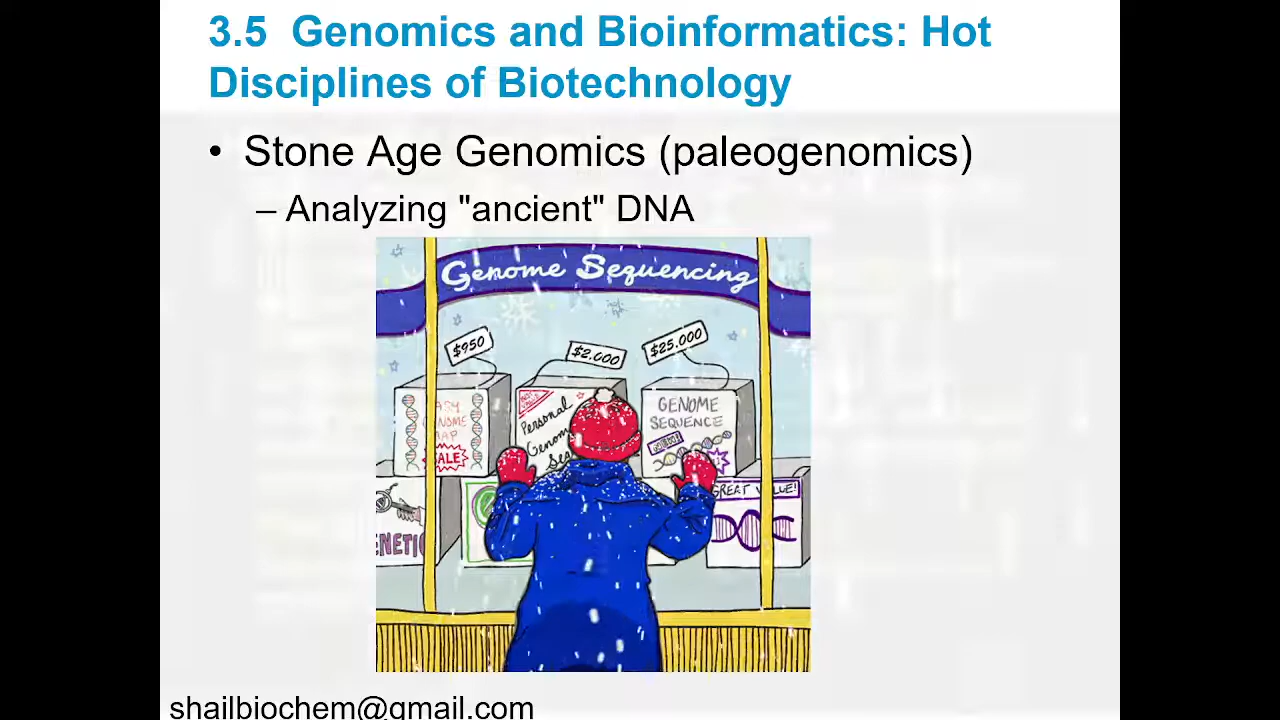 3.5 Genomics and Bioinformatics: Hot
Disciplines of Biotechnology
• Stone Age Genomics (paleogenomics)
– Analyzing "ancient" DNA
Genome Sequencing
$950
$2.000
$25.000
SALE!
Personal
GENOME
SEQUENCE
GREAT VALUE!
shailbiochem@gmail.com